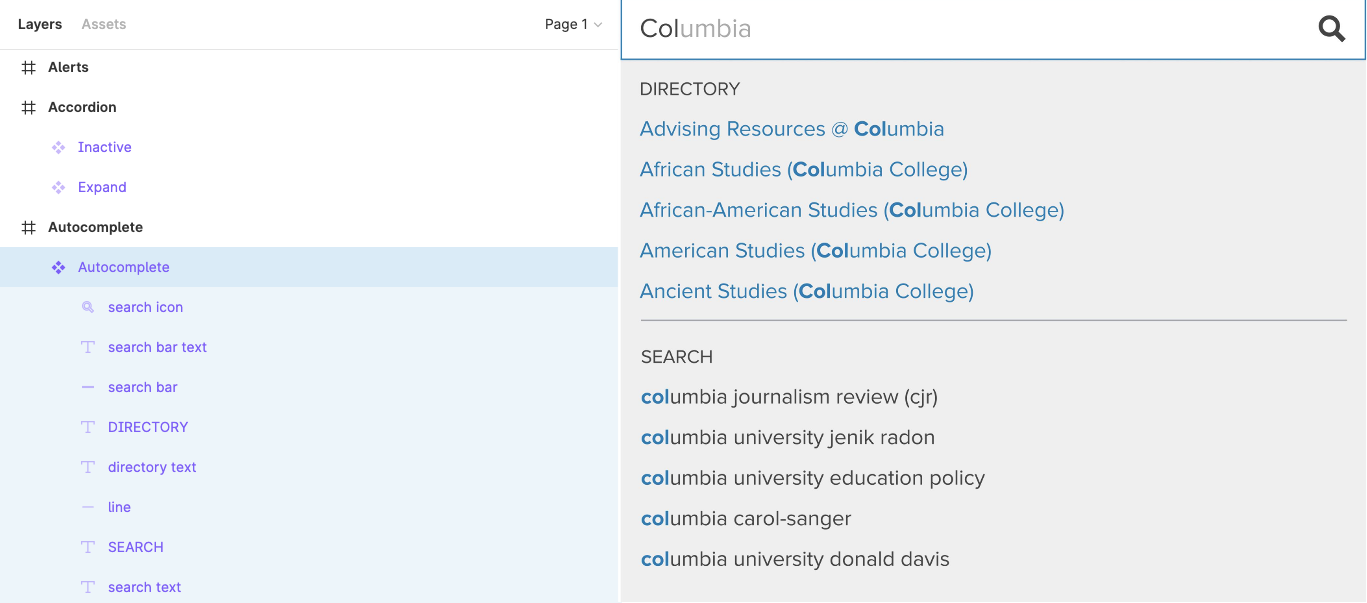 Layers Assets Page 1
Alerts
Accordion
Inactive
Expand
Autocomplete
Autocomplete
search icon
search bar text
search bar
DIRECTORY
directory text
line
SEARCH
search text
Columbia
DIRECTORY
Advising Resources @ Columbia
African Studies (Columbia College)
African-American Studies (Columbia College)
American Studies (Columbia College)
Ancient Studies (Columbia College)
SEARCH
columbia journalism review (cjr)
columbia university jenik radon
columbia university education policy
columbia carol-sanger
columbia university donald davis